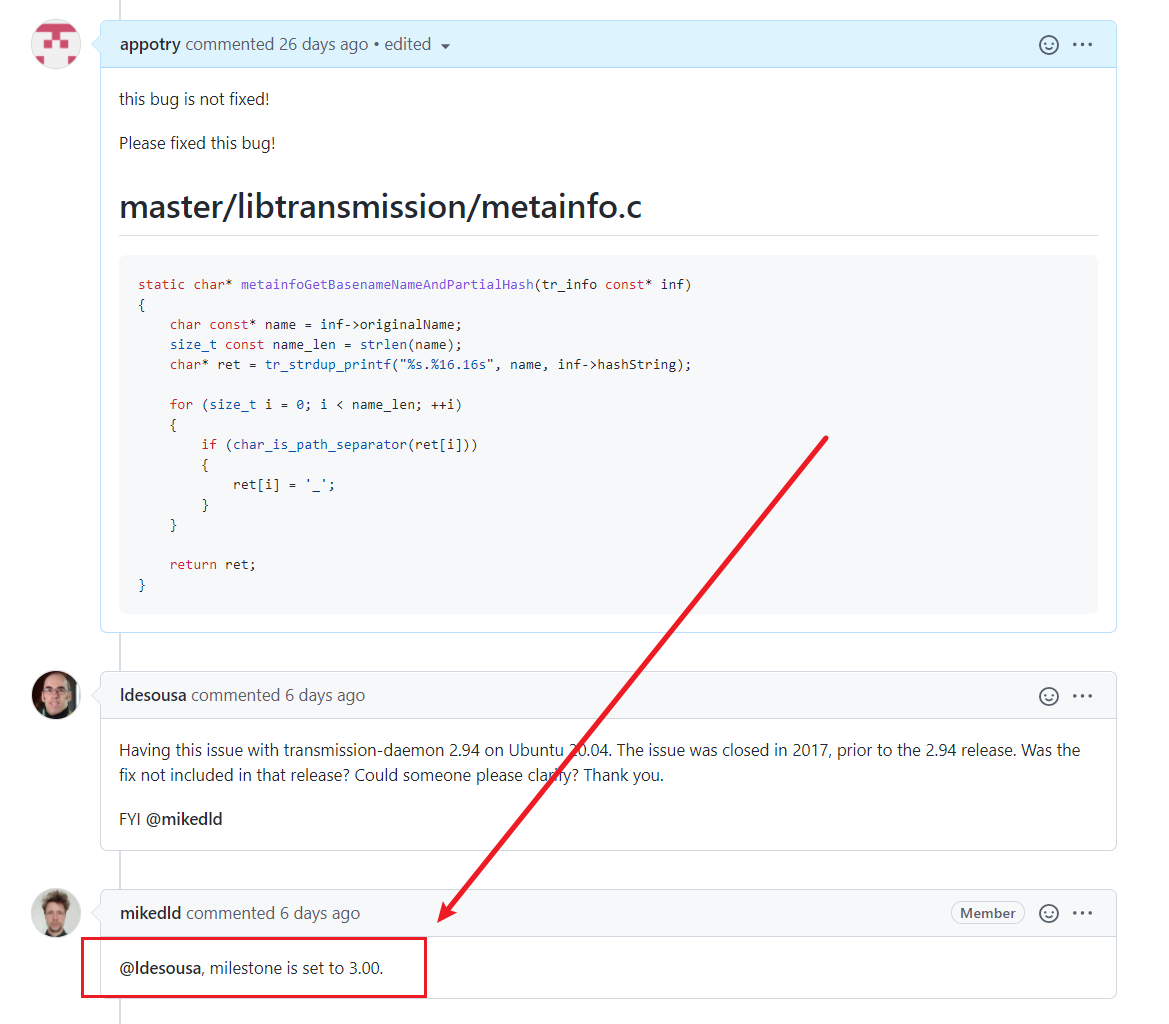 appotry commented 26 days ago • edited
this bug is not fixed!
Please fixed this bug!
master/libtransmission/metainfo.c
static char* metainfoGetBasenameNameAndPartialHash(tr_info const* inf)
{
    char const* name = inf->originalName;
    size_t const name_len = strlen(name);
    char* ret = tr_strdup_printf("%s.%16.16s", name, inf->hashString);

    for (size_t i = 0; i < name_len; ++i)
    {
        if (char_is_path_separator(ret[i]))
        {
            ret[i] = '_';
        }
    }

    return ret;
}
ldesousa commented 6 days ago
Having this issue with transmission-daemon 2.94 on Ubuntu 20.04. The issue was closed in 2017, prior to the 2.94 release. Was the
fix not included in that release? Could someone please clarify? Thank you.
FYI @mikedld
mikedld commented 6 days ago
Member
@ldesousa, milestone is set to 3.00.